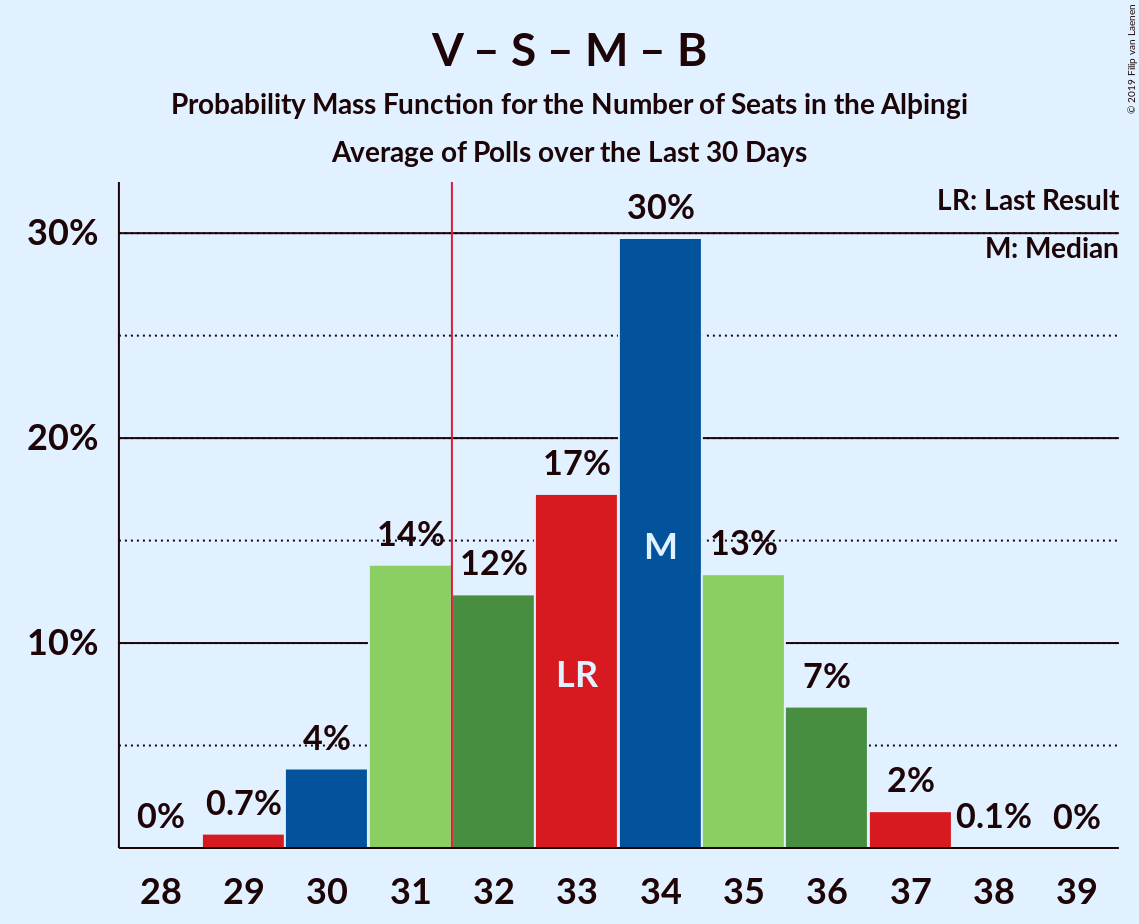 V – S – M – B
Probability Mass Function for the Number of Seats in the Alþingi
Average of Polls over the Last 30 Days
© 2019 Filip van Laenen
LR: Last Result
M: Median
30%
20%
10%
0%
0.7%
4%
14%
12%
17%
30%
13%
7%
2%
0.1%
0%
LR
M
28 29 30 31 32 33 34 35 36 37 38 39